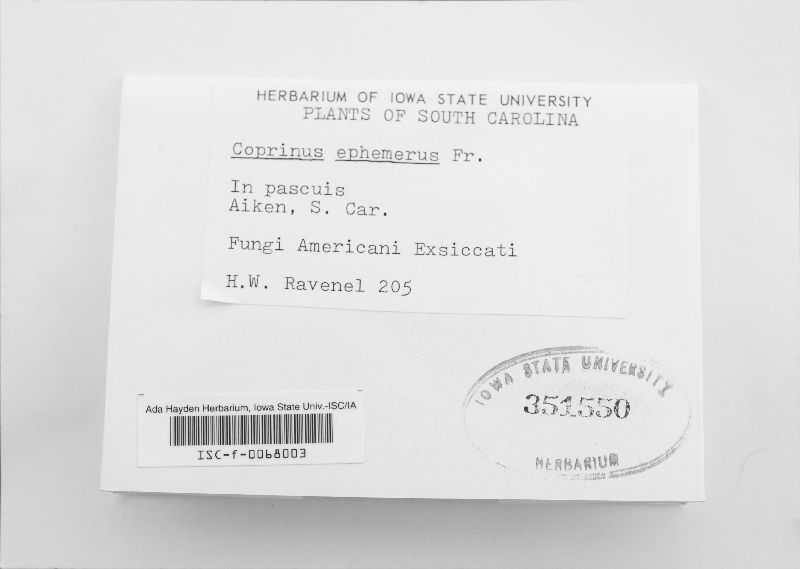 HERBARIUM OF IOWA STATE UNIVERSITY
PLANTS OF SOUTH CAROLINA
Coprinus ephemerus Fr.
In pascuis
Aiken, S. Car.
Fungi Americani Exsiccati
H.W. Ravenel 205
IOWA STATE UNIVERSITY
351550
HERBARIUM
Ada Hayden Herbarium, Iowa State Univ.-ISC/IA
ISC-f-0068003